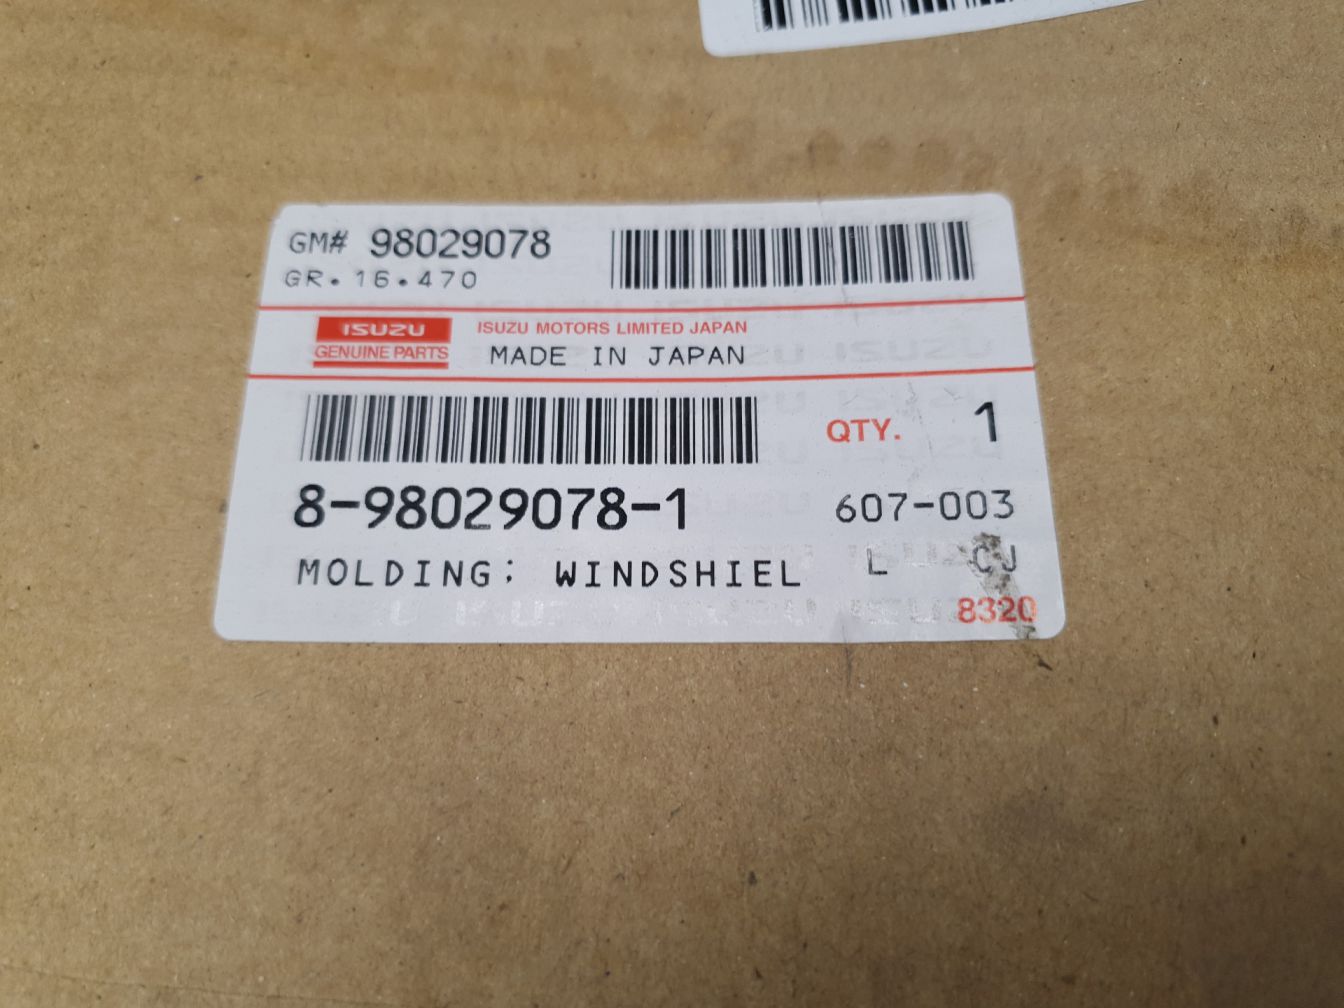 GM# 98029078
GR.16.470
ISUZU
GENUINE PARTS
ISUZU MOTORS LIMITED JAPAN
MADE IN JAPAN
QTY. 1
8-98029078-1 607-003
MOLDING; WINDSHIEL L CJ
8320